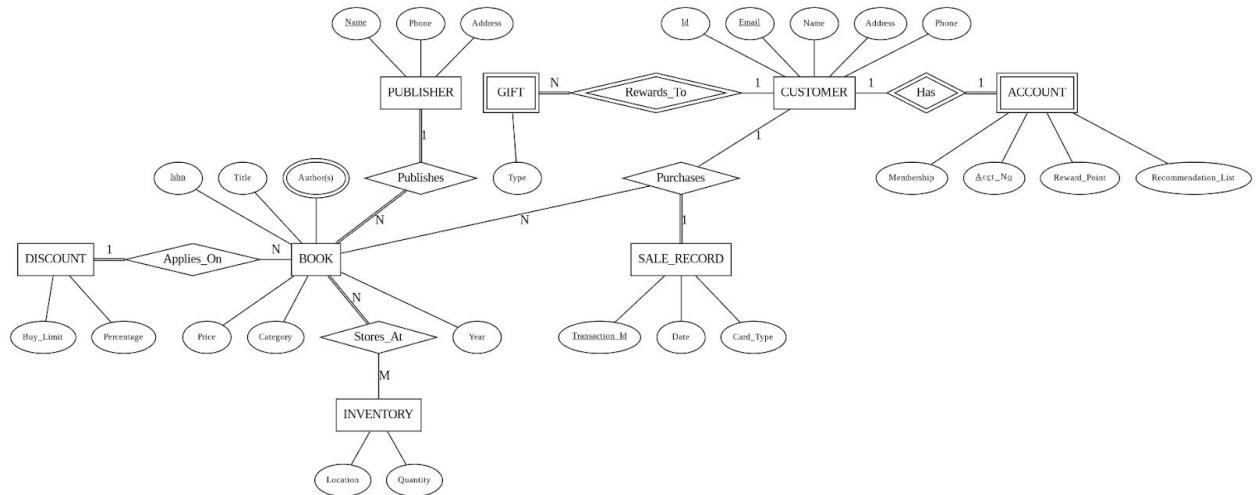 Name
Phone
Address
Id
Email
Name
Address
Phone
PUBLISHER
GIFT
N
Rewards_To
1
CUSTOMER
1
Has
1
ACCOUNT
1
1
Isbn
Title
Author(s)
Publishes
Type
Purchases
Membership
Acct_No
Reward_Point
Recommendation_List
N
N
1
DISCOUNT
1
Applies_On
N
BOOK
SALE_RECORD
N
Buy_Limit
Percentage
Price
Category
Stores_At
Year
Transaction_Id
Date
Card_Type
M
INVENTORY
Location
Quantity